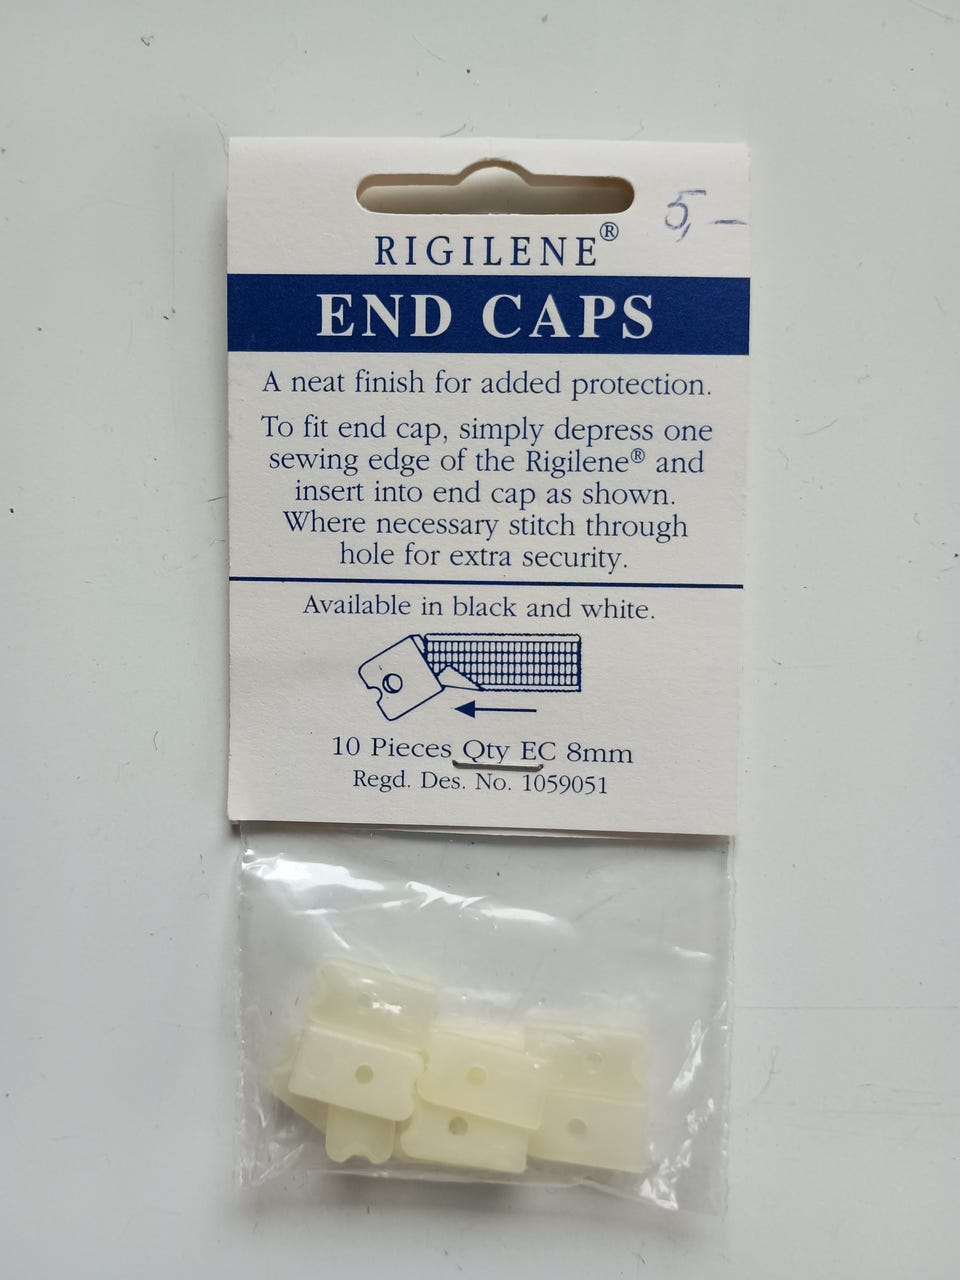 5,—
RIGILENE®
END CAPS
A neat finish for added protection.
To fit end cap, simply depress one
sewing edge of the Rigilene® and
insert into end cap as shown.
Where necessary stitch through
hole for extra security.
Available in black and white.
10 Pieces Qty EC 8mm
Regd. Des. No. 1059051